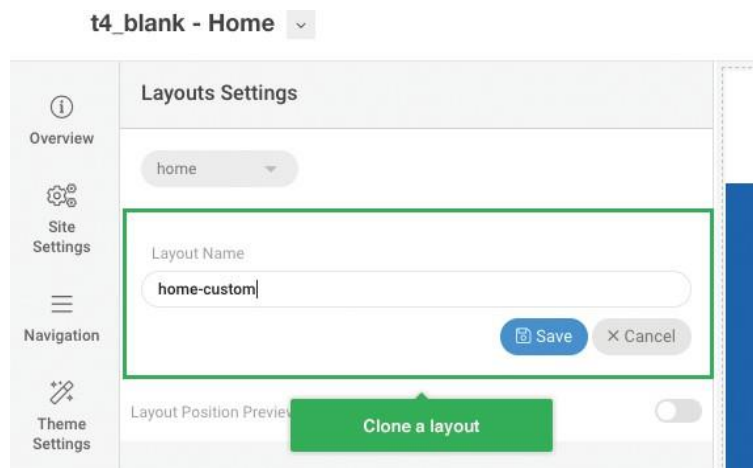 t4_blank - Home
Overview
Site
Settings
Navigation
Theme
Settings
Layouts Settings
home
Layout Name
home-custom
Save
Cancel
Layout Position
Clone a layout